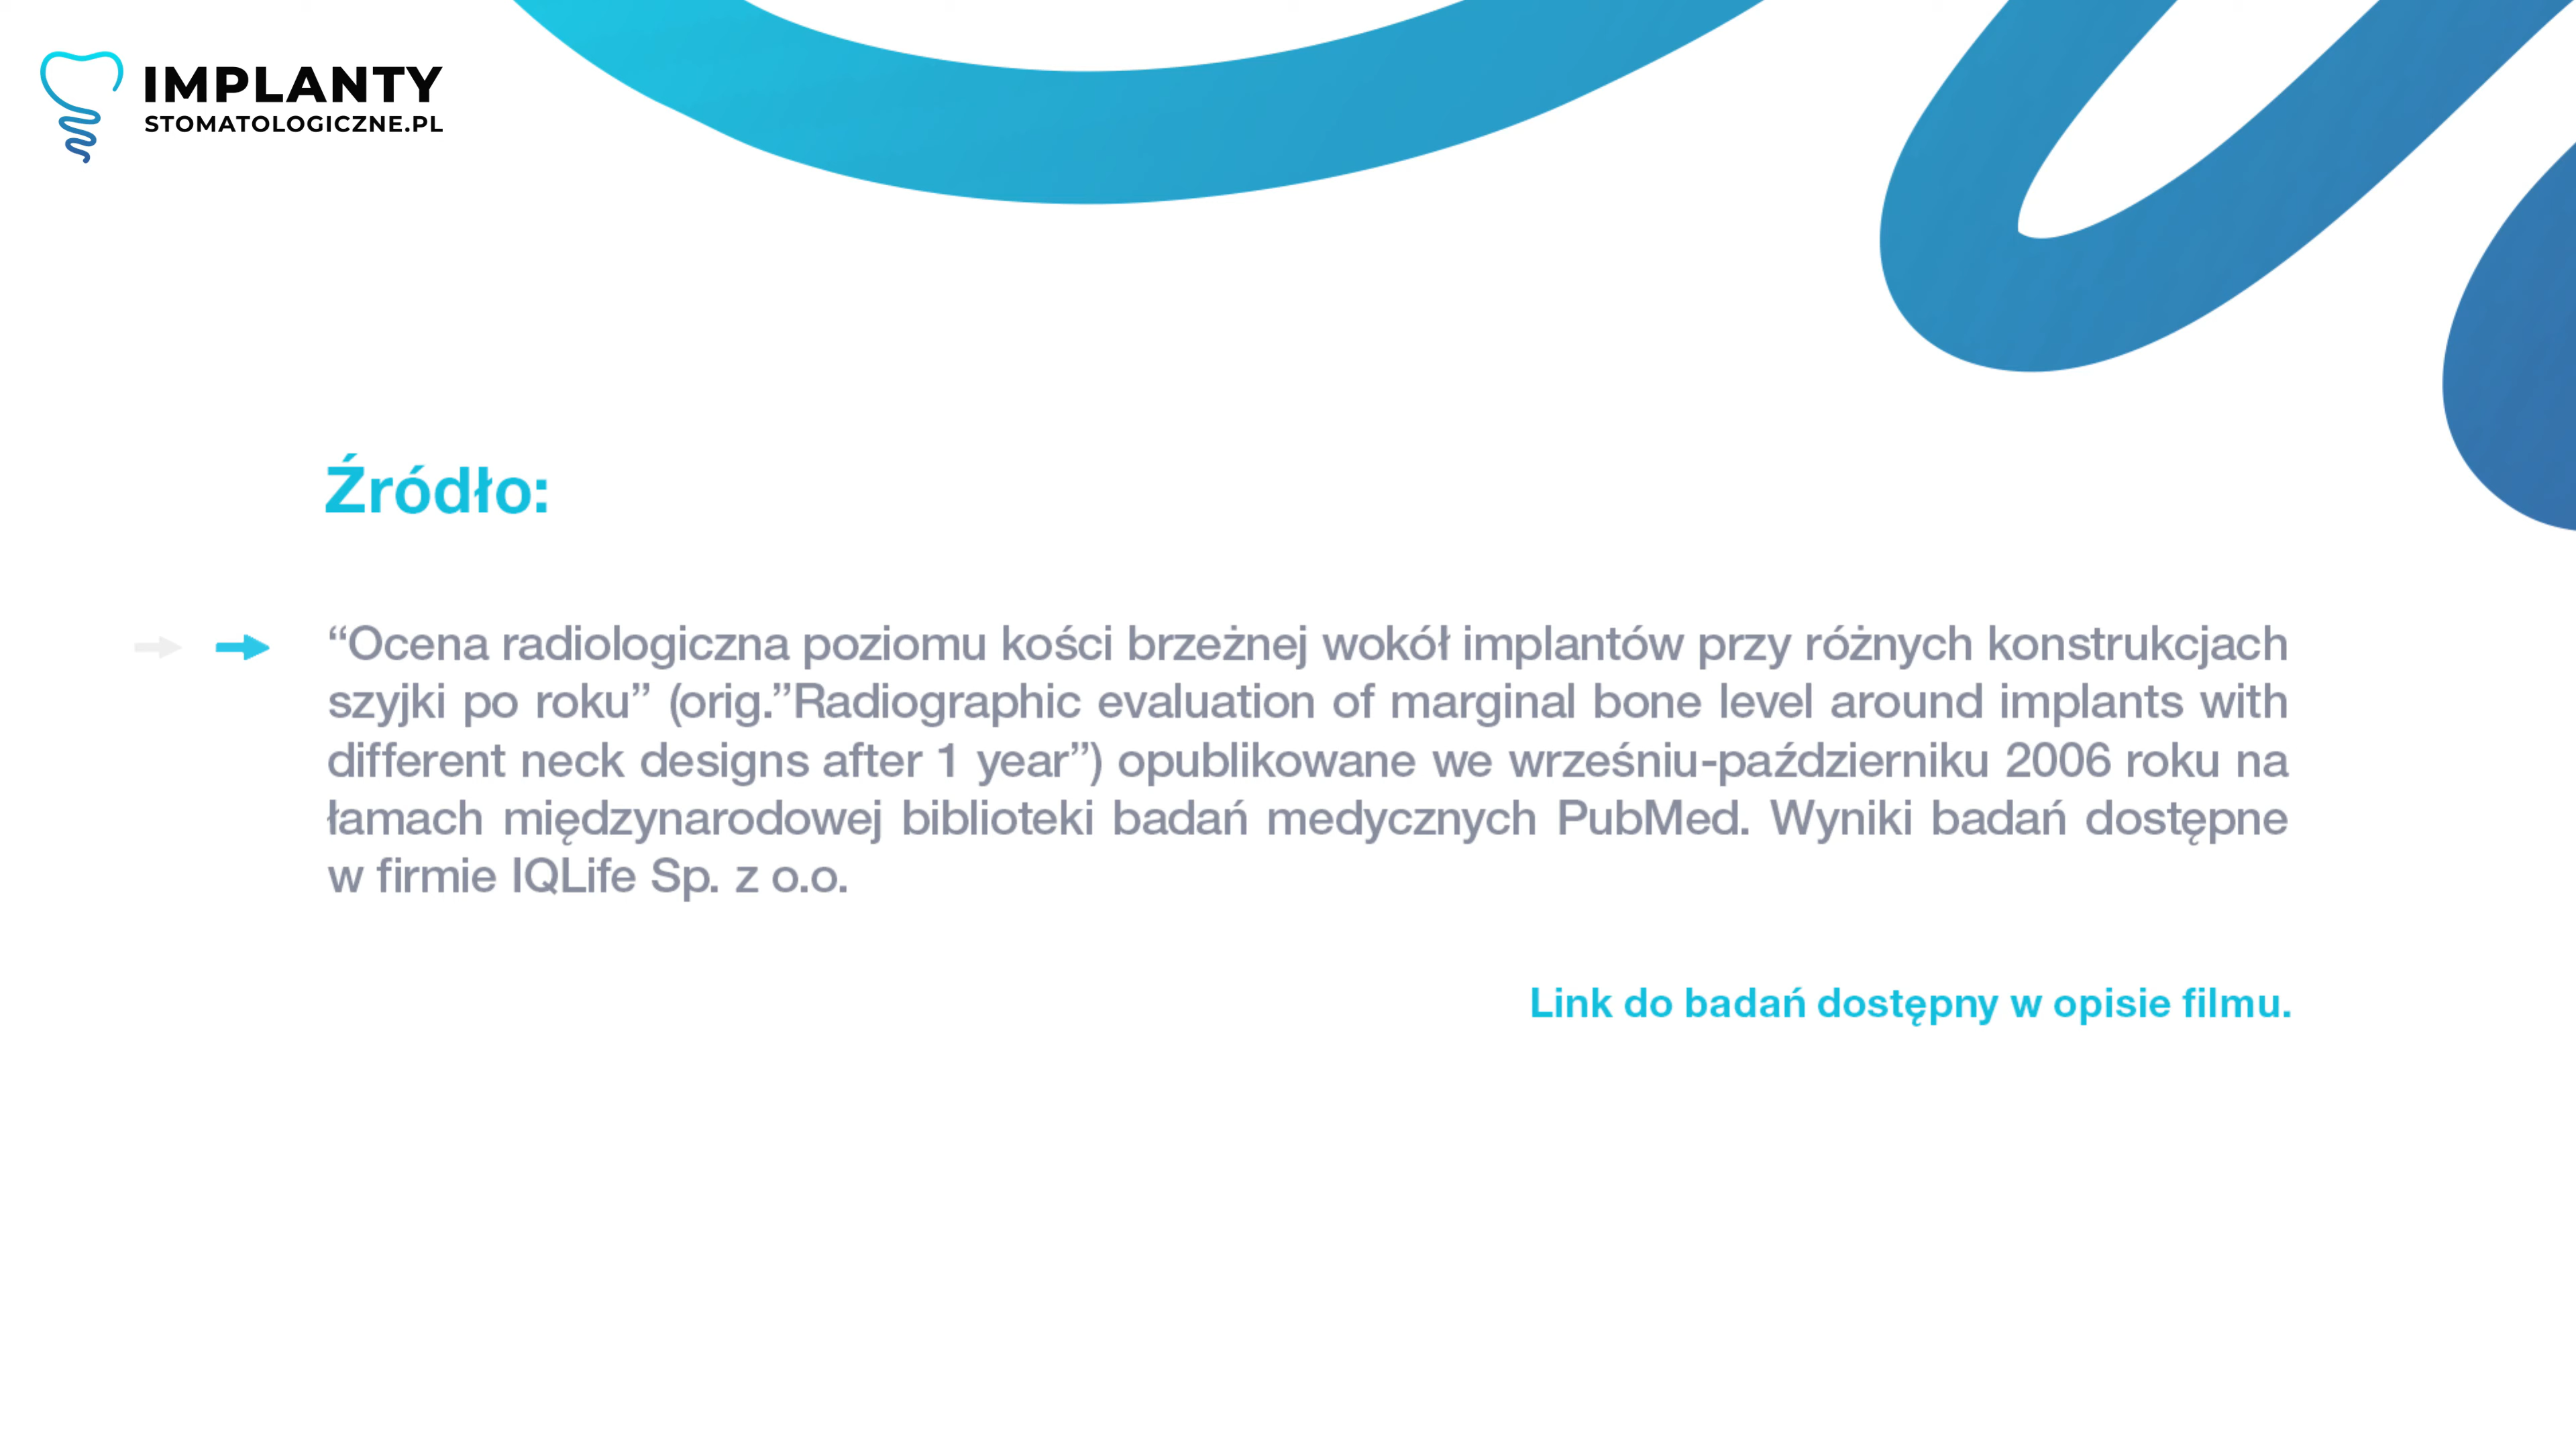 IMPLANTY
STOMATOLOGICZNE.PL
Źródło:
“Ocena radiologiczna poziomu kości brzeżnej wokół implantów przy różnych konstrukcjach
szyjki po roku” (orig.”Radiographic evaluation of marginal bone level around implants with
different neck designs after 1 year”) opublikowane we wrześniu-październiku 2006 roku na
łamach międzynarodowej biblioteki badań medycznych PubMed. Wyniki badań dostępne
w firmie IQLife Sp. z o.o.
Link do badań dostępny w opisie filmu.